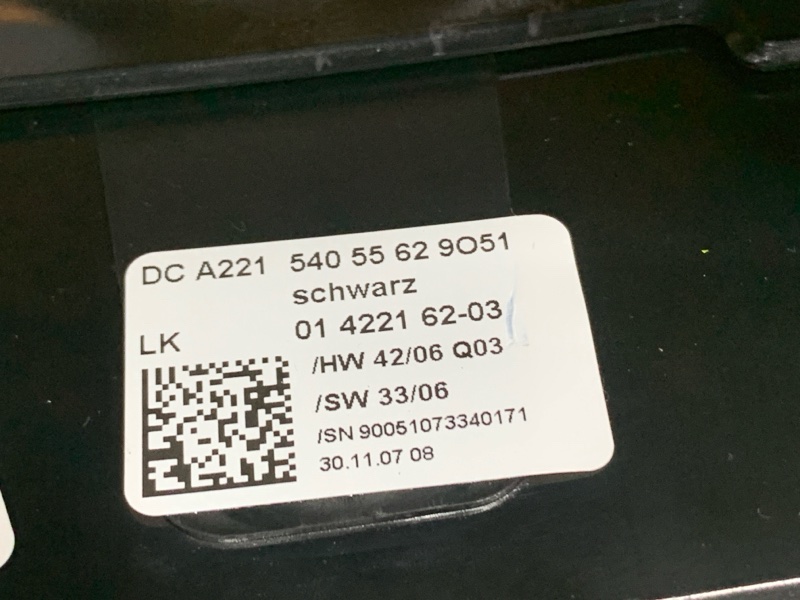 DC A221 540 55 62 9O51
schwarz
LK 01 4221 62-03
/HW 42/06 Q03
/SW 33/06
/SN 90051073340171
30.11.07 08